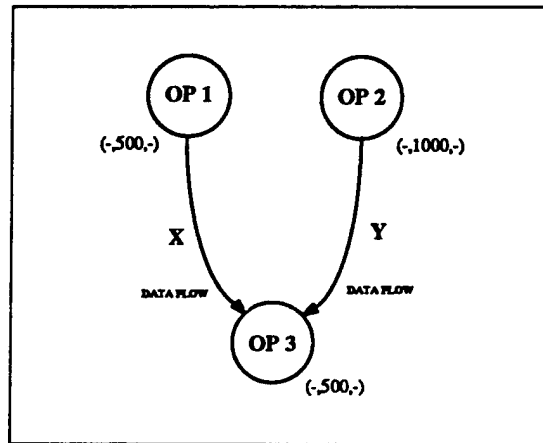 OP 1
OP 2
(-,500,-)
(-,1000,-)
X
Y
DATA FLOW
DATA FLOW
OP 3
(-,500,-)